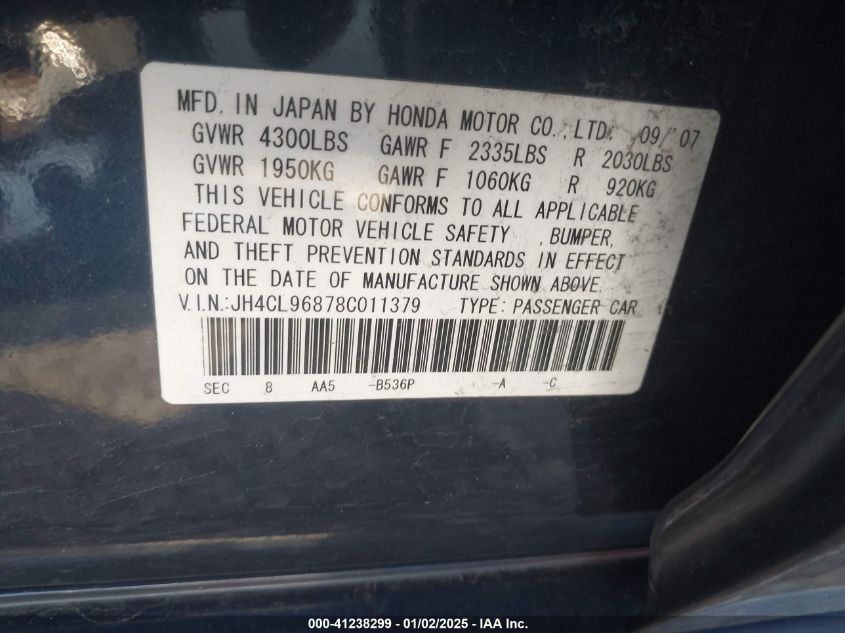 MFD. IN JAPAN BY HONDA MOTOR CO., LTD. 09/'07
GVWR 4300LBS GAWR F 2335LBS R 2030LBS
GVWR 1950KG GAWR F 1060KG R 920KG
THIS VEHICLE CONFORMS TO ALL APPLICABLE
FEDERAL MOTOR VEHICLE SAFETY , BUMPER,
AND THEFT PREVENTION STANDARDS IN EFFECT
ON THE DATE OF MANUFACTURE SHOWN ABOVE.
V.I.N.:JH4CL96878C011379 TYPE: PASSENGER CAR
SEC 8 AA5 -B536P -A -C
000-41238299 - 01/02/2025 - IAA Inc.